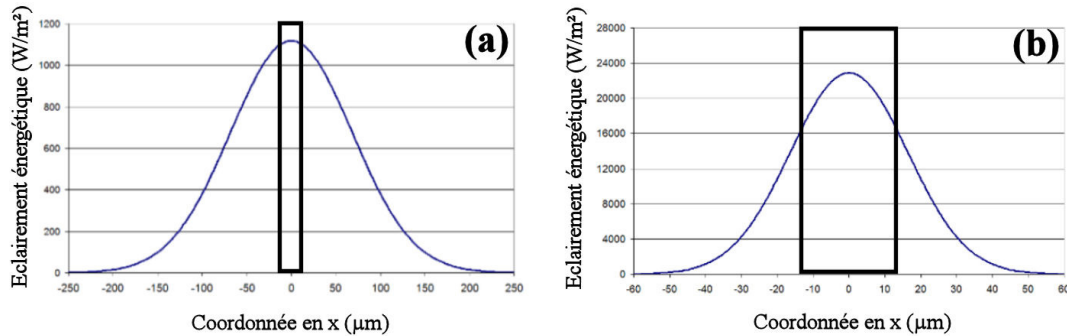 (a)
Eclairement énergétique (W/m²)
1200
1000
800
600
400
200
0
-250 -200 -150 -100 -50 0 50 100 150 200 250
Coordonnée en x (µm)
(b)
Eclairement énergétique (W/m²)
28000
24000
20000
16000
12000
8000
4000
0
-60 -50 -40 -30 -20 -10 0 10 20 30 40 50 60
Coordonnée en x (µm)